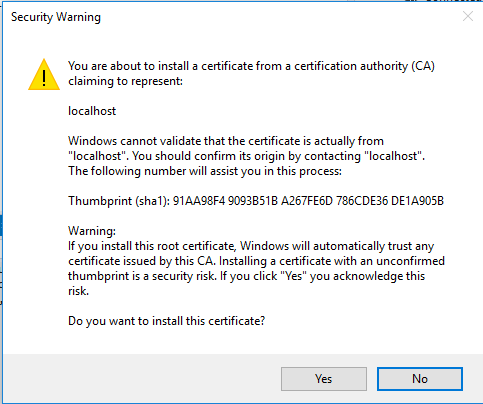 Security Warning
You are about to install a certificate from a certification authority (CA)
claiming to represent:
localhost
Windows cannot validate that the certificate is actually from
"localhost". You should confirm its origin by contacting "localhost".
The following number will assist you in this process:
Thumbprint (sha1): 91AA98F4 9093B51B A267FE6D 786CDE36 DE1A905B
Warning:
If you install this root certificate, Windows will automatically trust any
certificate issued by this CA. Installing a certificate with an unconfirmed
thumbprint is a security risk. If you click "Yes" you acknowledge this
risk.
Do you want to install this certificate?
Yes
No